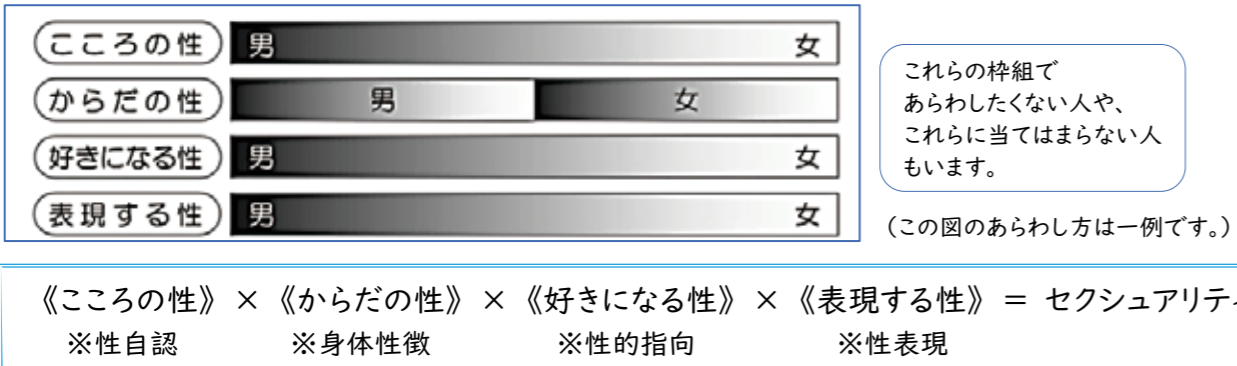 こころの性 男 女
からだの性 男 女
好きになる性 男 女
表現する性 男 女
これらの枠組で
あらわしたくない人や、
これらに当てはまらない人
もいます。
(この図のあらわし方は一例です。)
《こころの性》 × 《からだの性》 × 《好きになる性》 × 《表現する性》 = セクシュアリテ
※性自認 ※身体性徴 ※性的指向 ※性表現